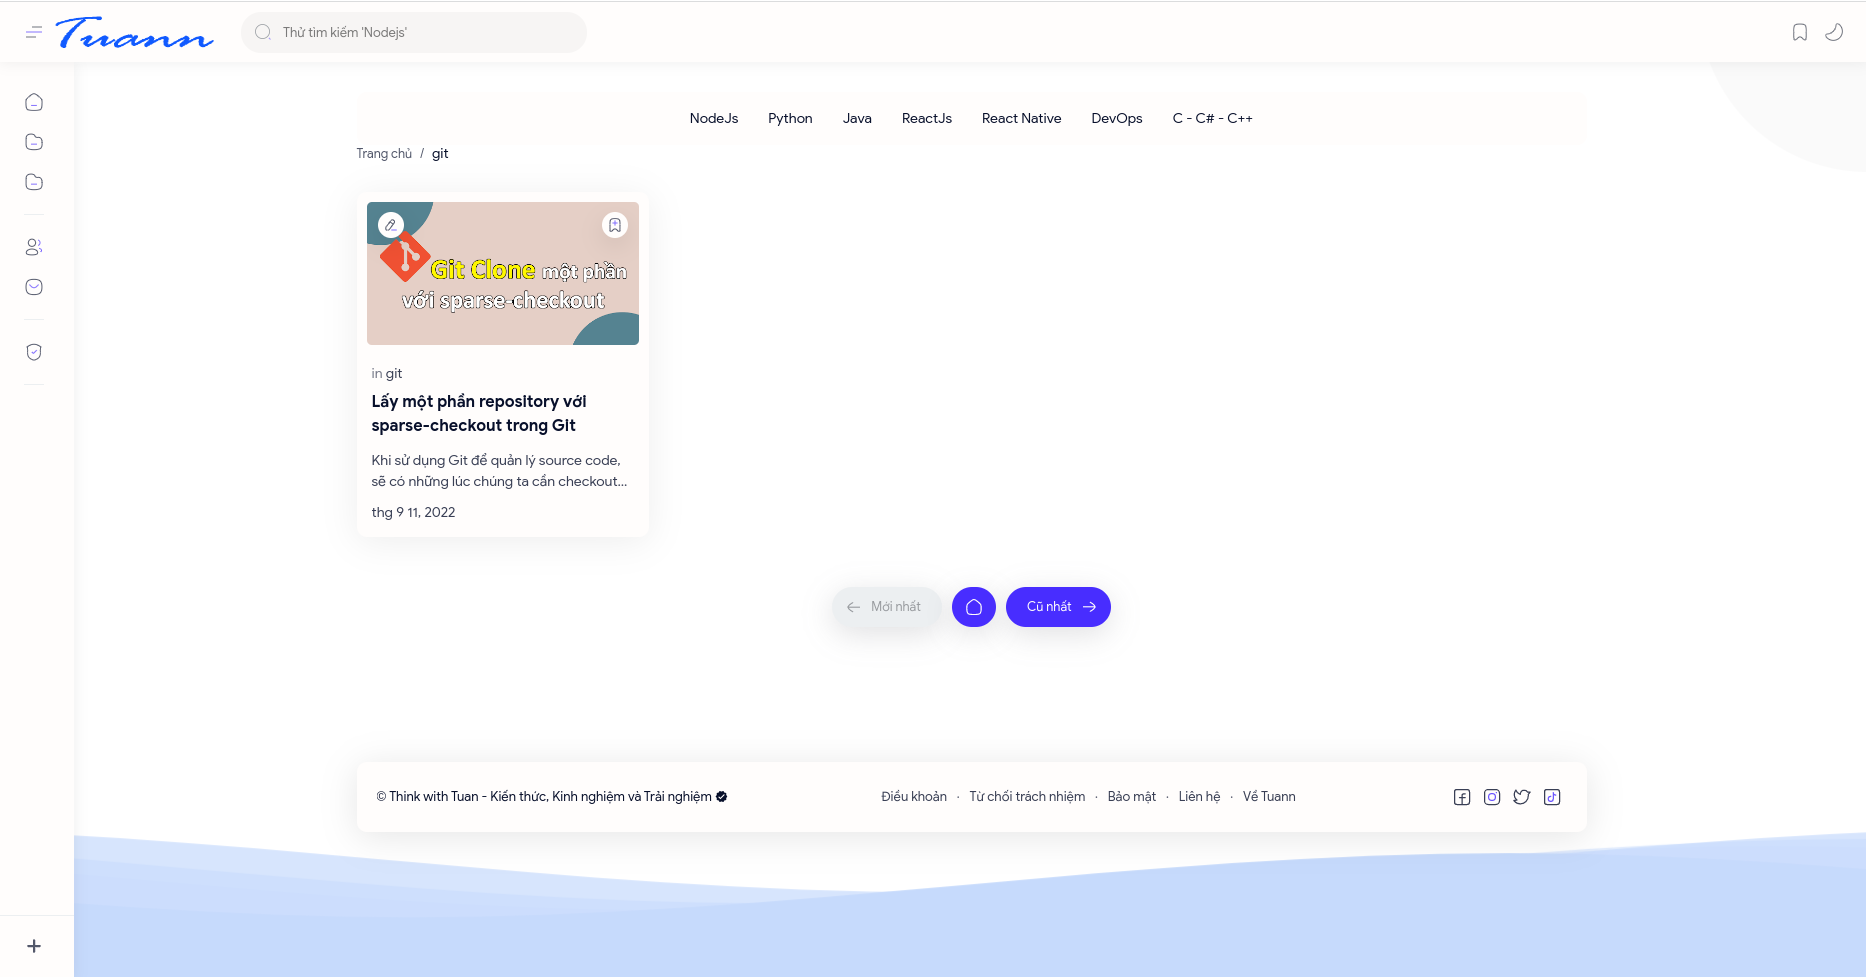 Tuann
Thử tìm kiếm 'Nodejs'
NodeJs Python Java ReactJs React Native DevOps C - C# - C++
Trang chủ / git
Git Clone một phần
với sparse-checkout
in git
Lấy một phần repository với
sparse-checkout trong Git
Khi sử dụng Git để quản lý source code,
sẽ có những lúc chúng ta cần checkout...
thg 9 11, 2022
Mới nhất
Cũ nhất
© Think with Tuan - Kiến thức, Kinh nghiệm và Trải nghiệm
Điều khoản · Từ chối trách nhiệm · Bảo mật · Liên hệ · Về Tuann